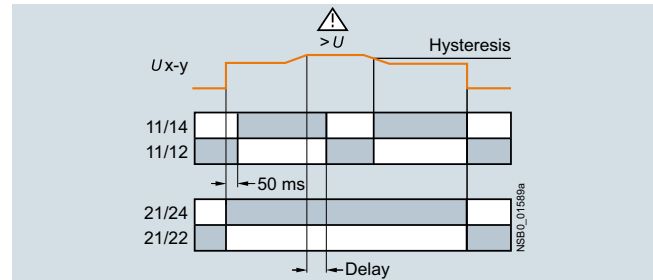 > U
Hysteresis
U x-y
11/14
11/12
50 ms
21/24
21/22
Delay
NSB0_01589a